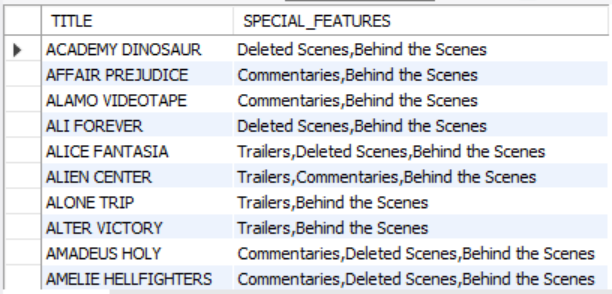 TITLE SPECIAL_FEATURES
ACADEMY DINOSAUR Deleted Scenes,Behind the Scenes
AFFAIR PREJUDICE Commentaries,Behind the Scenes
ALAMO VIDEOTAPE Commentaries,Behind the Scenes
ALI FOREVER Deleted Scenes,Behind the Scenes
ALICE FANTASIA Trailers,Deleted Scenes,Behind the Scenes
ALIEN CENTER Trailers,Commentaries,Behind the Scenes
ALONE TRIP Trailers,Behind the Scenes
ALTER VICTORY Trailers,Behind the Scenes
AMADEUS HOLY Commentaries,Deleted Scenes,Behind the Scenes
AMELIE HELLFIGHTERS Commentaries,Deleted Scenes,Behind the Scenes